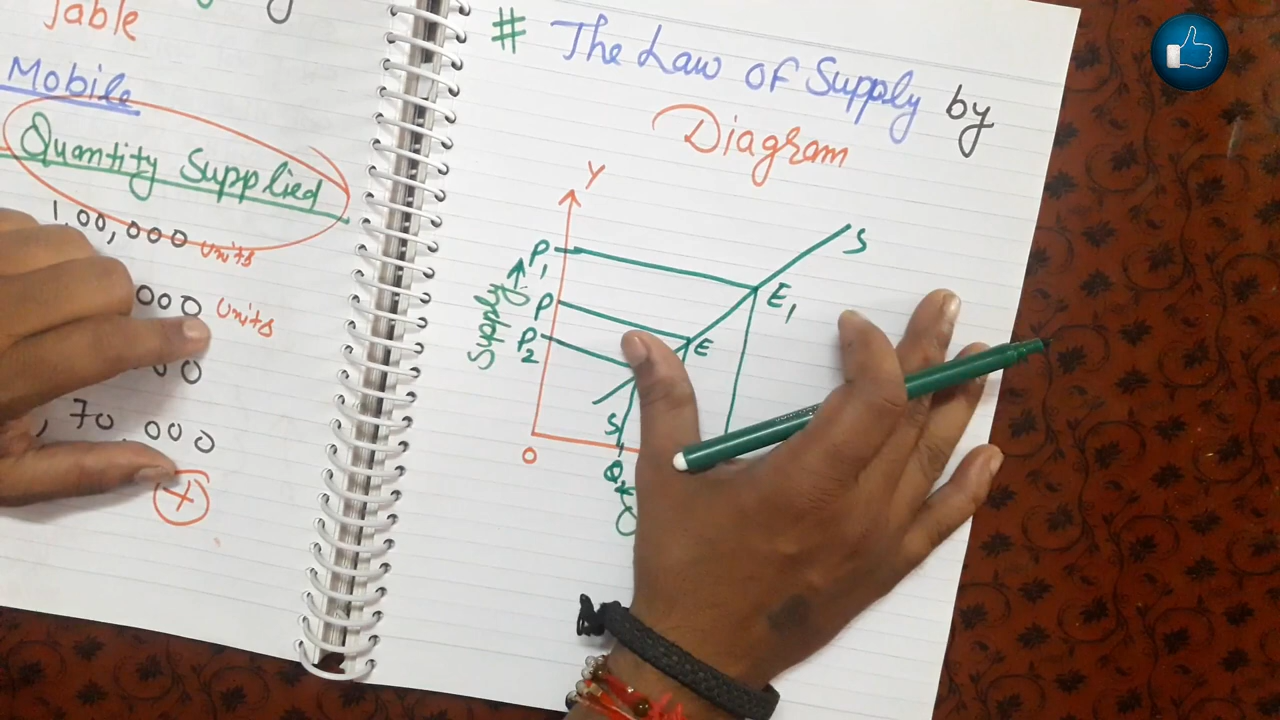 Table
Mobile
Quantity Supplied
1,00,000 Units
000 Units
00
, 70,000
+
# The Law of Supply by
Diagram
Y
P1
P
P2
Supply
S
E1
E
S
O